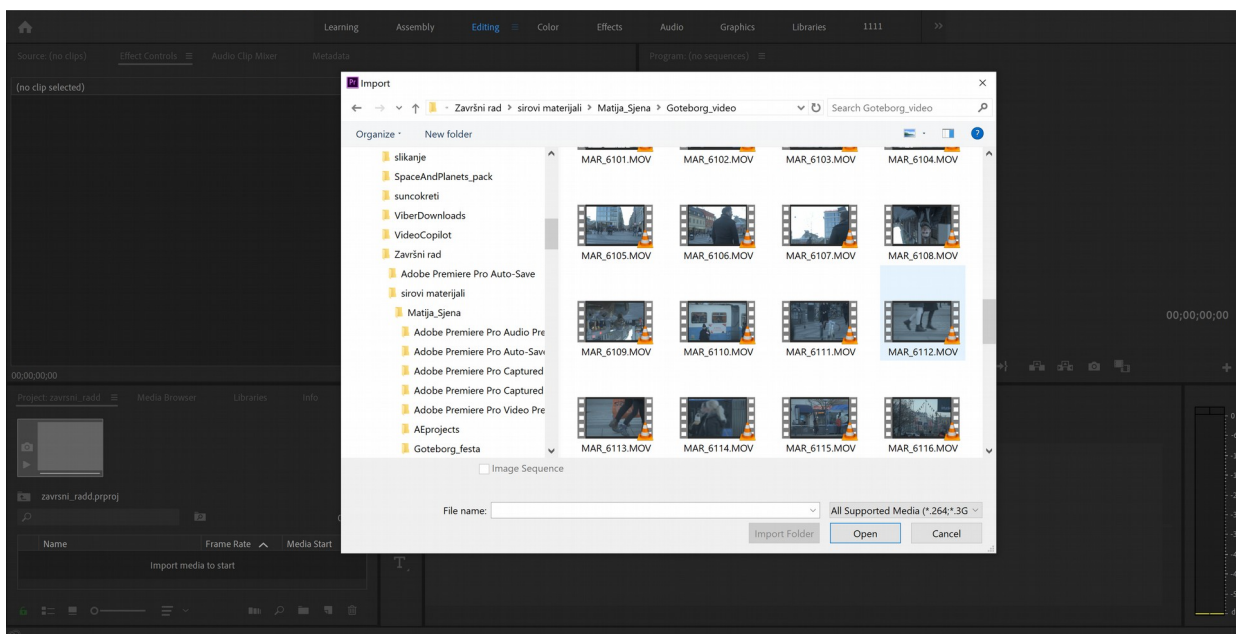 Learning Assembly Editing Color Effects Audio Graphics Libraries 1111 >>
Source: (no clips) Effect Controls Audio Clip Mixer Metadata Program: (no sequences)
(no clip selected)
Pr Import
Završni rad > sirovi materijali > Matija_Sjena > Goteborg_video Search Goteborg_video
Organize New folder
slikanje
SpaceAndPlanets_pack
suncokreti
ViberDownloads
VideoCopilot
Završni rad
Adobe Premiere Pro Auto-Save
sirovi materijali
Matija_Sjena
Adobe Premiere Pro Audio Pre
Adobe Premiere Pro Auto-Save
Adobe Premiere Pro Captured
Adobe Premiere Pro Captured
Adobe Premiere Pro Video Pre
AEprojects
Goteborg_festa
MAR_6101.MOV MAR_6102.MOV MAR_6103.MOV MAR_6104.MOV
MAR_6105.MOV MAR_6106.MOV MAR_6107.MOV MAR_6108.MOV
MAR_6109.MOV MAR_6110.MOV MAR_6111.MOV MAR_6112.MOV
MAR_6113.MOV MAR_6114.MOV MAR_6115.MOV MAR_6116.MOV
Image Sequence
File name: All Supported Media (*.264;*.3G
Import Folder Open Cancel
00;00;00;00
00;00;00;00
Project: zavrsni_radd Media Browser Libraries Info
zavrsni_radd.prproj
Name Frame Rate Media Start
Import media to start